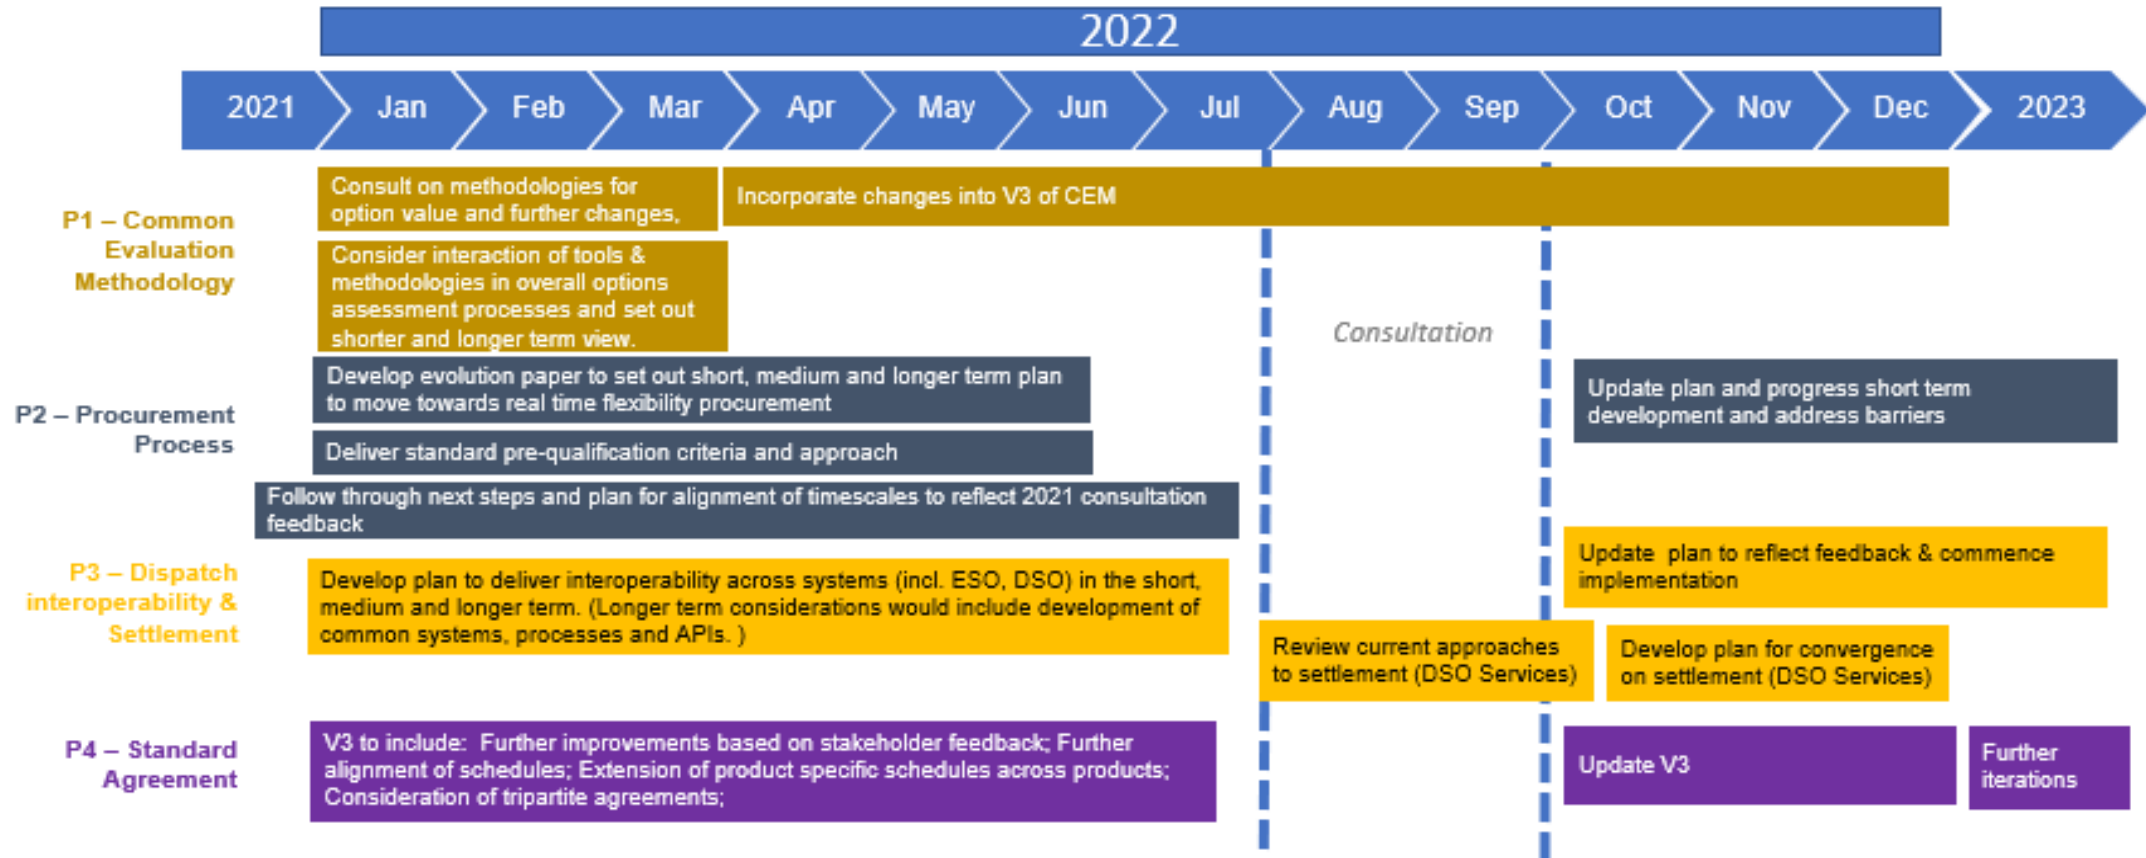 2022
2021 Jan Feb Mar Apr May Jun Jul Aug Sep Oct Nov Dec 2023
P1 – Common
Evaluation
Methodology
Consult on methodologies for
option value and further changes,
Incorporate changes into V3 of CEM
Consider interaction of tools &
methodologies in overall options
assessment processes and set out
shorter and longer term view.
Consultation
P2 – Procurement
Process
Develop evolution paper to set out short, medium and longer term plan
to move towards real time flexibility procurement
Update plan and progress short term
development and address barriers
Deliver standard pre-qualification criteria and approach
Follow through next steps and plan for alignment of timescales to reflect 2021 consultation
feedback
P3 – Dispatch
interoperability &
Settlement
Develop plan to deliver interoperability across systems (incl. ESO, DSO) in the short,
medium and longer term. (Longer term considerations would include development of
common systems, processes and APIs. )
Update plan to reflect feedback & commence
implementation
Review current approaches
to settlement (DSO Services)
Develop plan for convergence
on settlement (DSO Services)
P4 – Standard
Agreement
V3 to include: Further improvements based on stakeholder feedback; Further
alignment of schedules; Extension of product specific schedules across products;
Consideration of tripartite agreements;
Update V3
Further
iterations